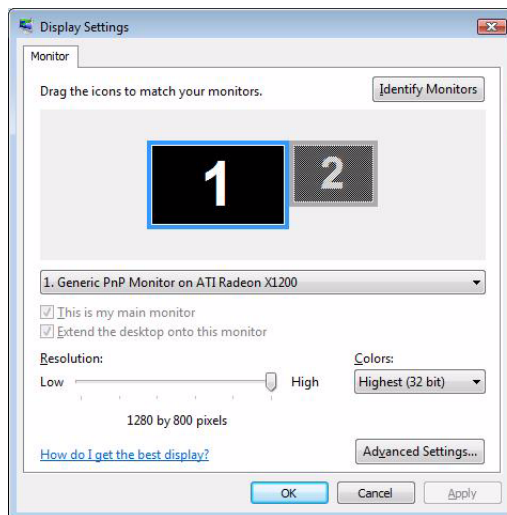 Display Settings
Monitor
Drag the icons to match your monitors.
Identify Monitors
1
2
1. Generic PnP Monitor on ATI Radeon X1200
This is my main monitor
Extend the desktop onto this monitor
Resolution:
Colors:
Low
High
Highest (32 bit)
1280 by 800 pixels
How do I get the best display?
Advanced Settings...
OK
Cancel
Apply